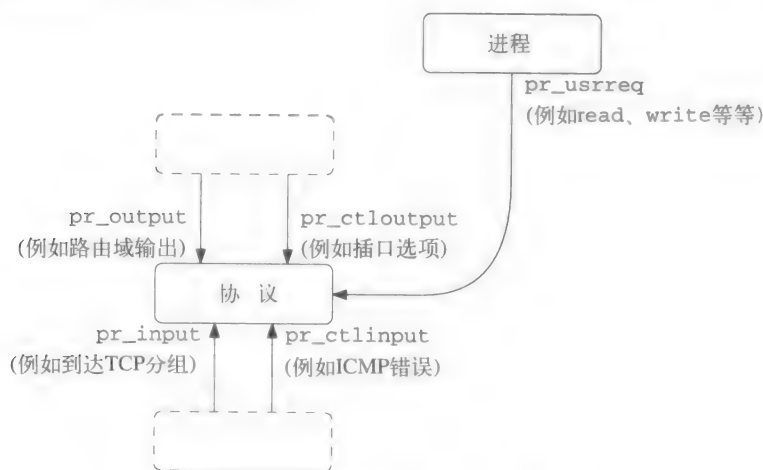 进程
pr_usrreq
(例如read、write等等)
pr_output
(例如路由域输出)
pr_ctloutput
(例如插口选项)
协 议
pr_input
(例如到达TCP分组)
pr_ctlinput
(例如ICMP错误)